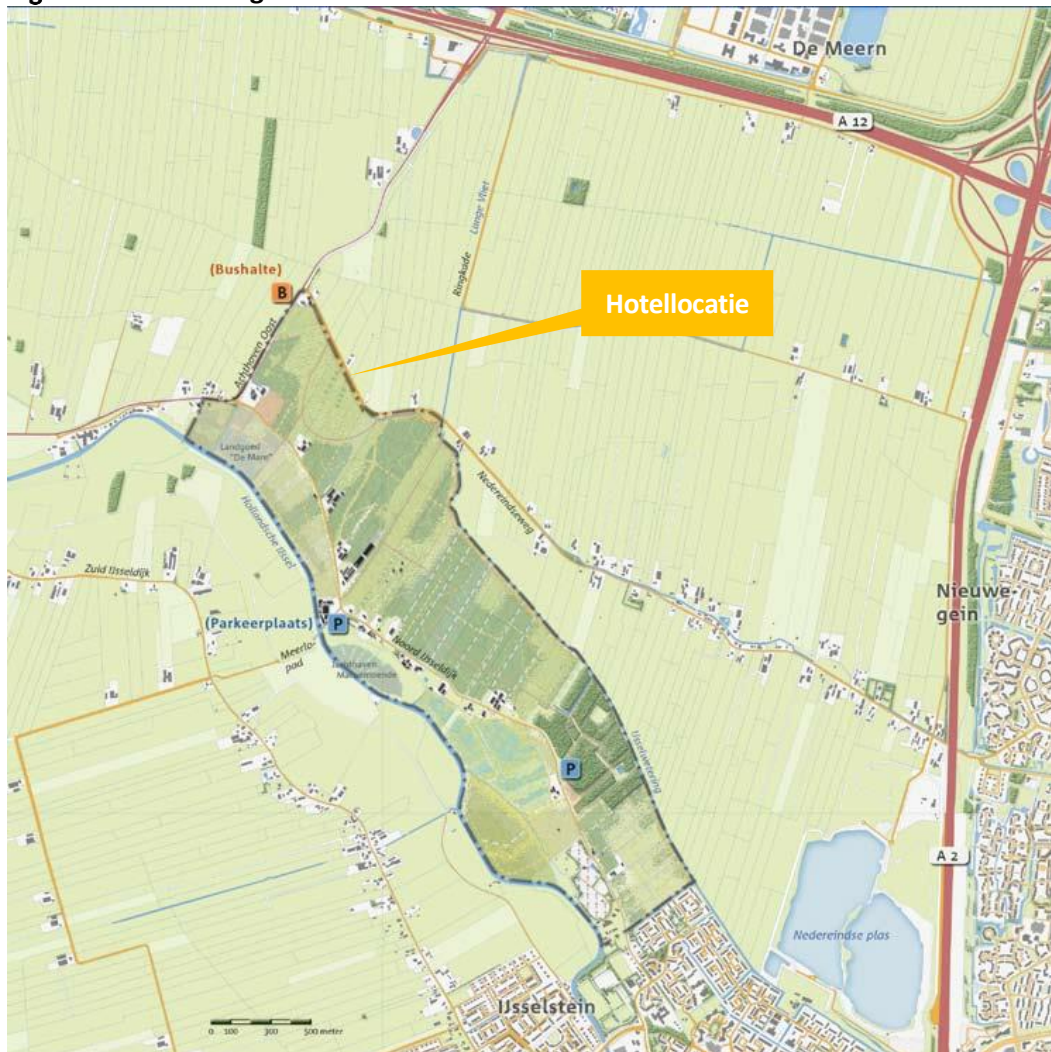 De Meern
A 12
Lange Vliet
Ringkade
(Bushalte)
B
Hotellocatie
Achthoven Oost
Landgoed
"De Mare"
Hollandsche IJssel
Nedereindseweg
Zuid IJsseldijk
Nieuwe-
gein
(Parkeerplaats)
P
Meerlo-
pad
Noord IJsseldijk
IJsselwetering
P
A 2
Nedereindse plas
IJsselstein
0 100 300 500 meter